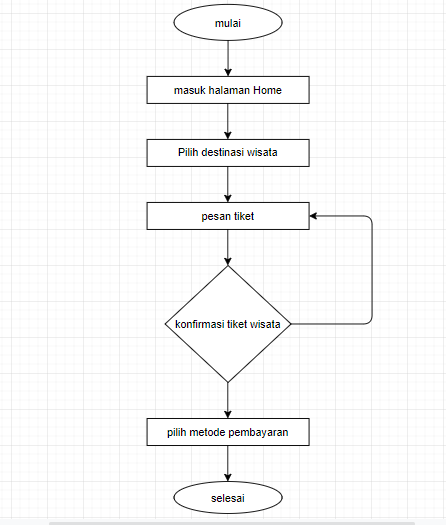 mulai
masuk halaman Home
Pilih destinasi wisata
pesan tiket
konfirmasi tiket wisata
pilih metode pembayaran
selesai